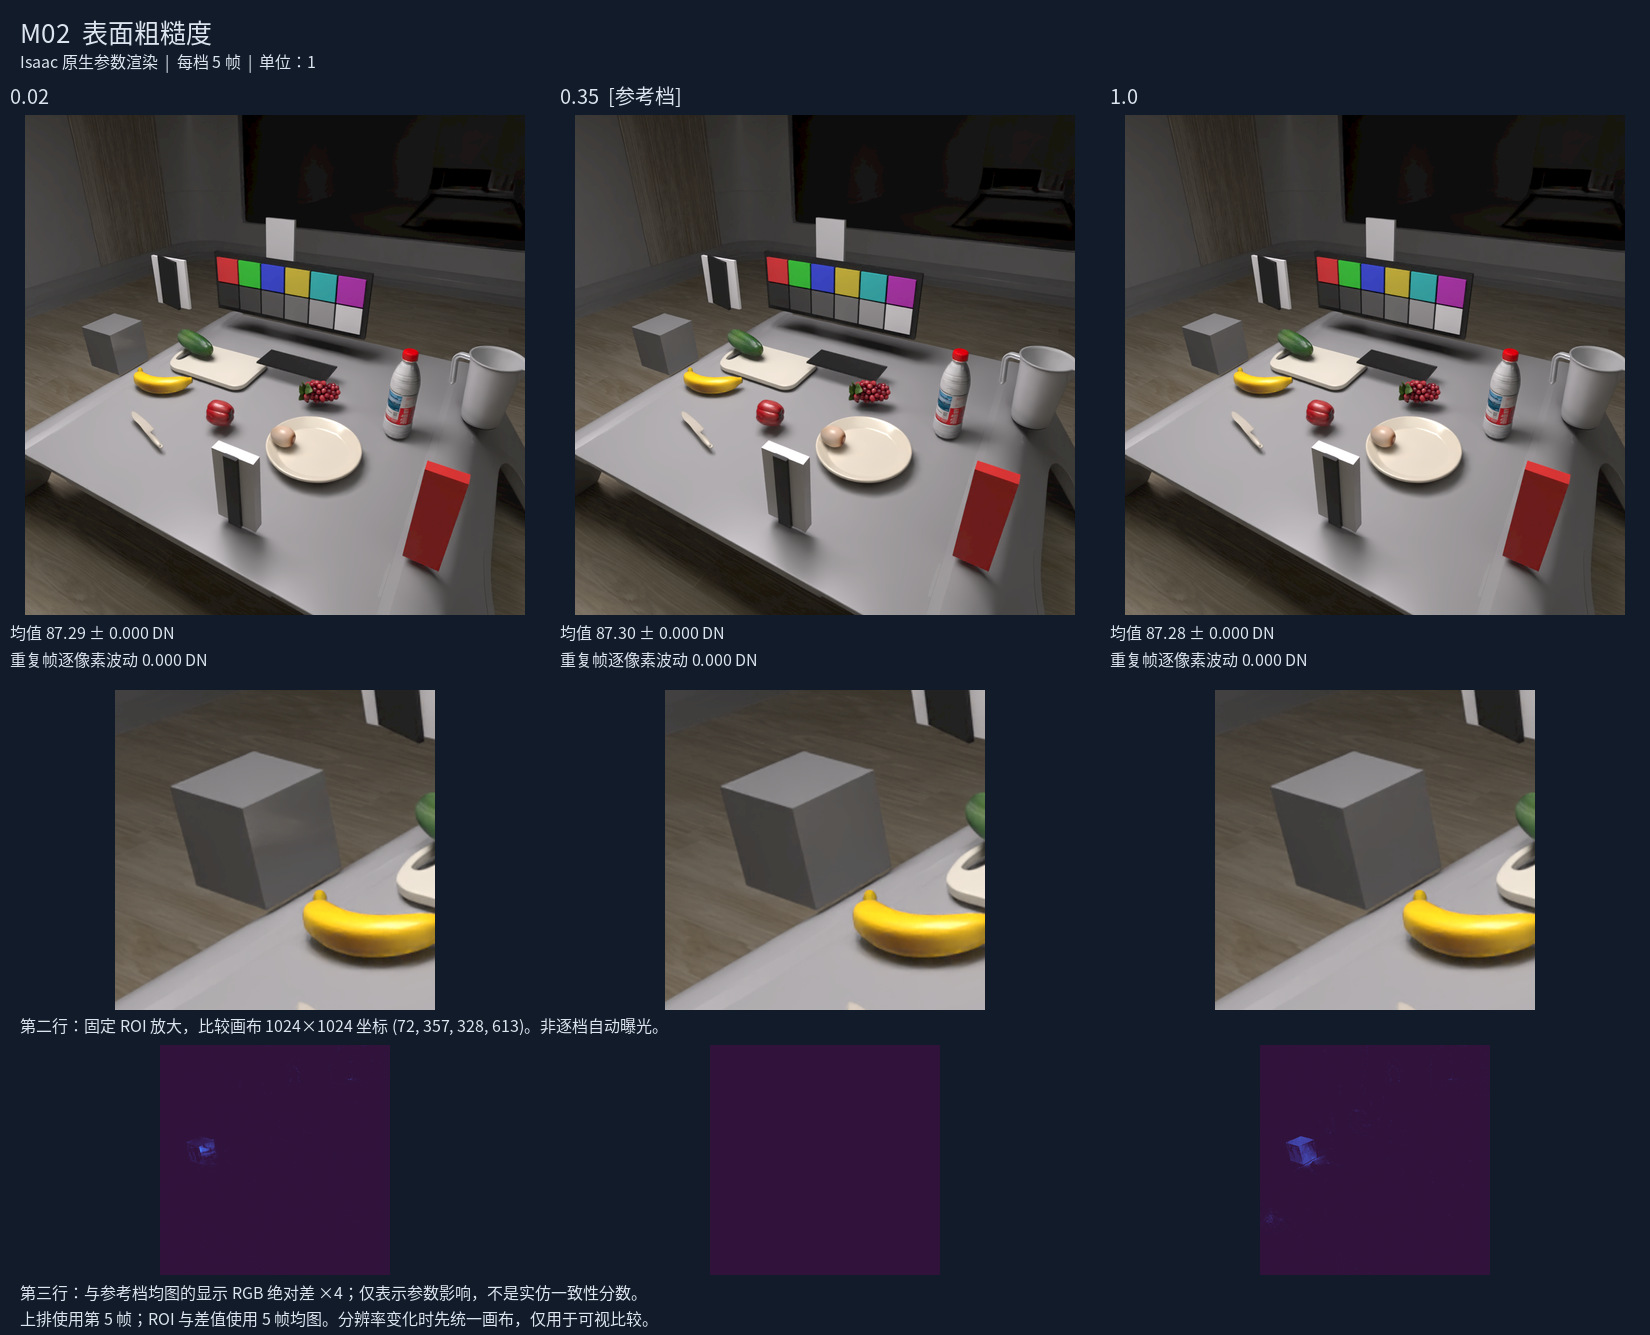 M02 表面粗糙度
Isaac 原生参数渲染 | 每档 5 帧 | 单位：1
0.02
0.35 [参考档]
1.0
均值 87.29 ± 0.000 DN
重复帧逐像素波动 0.000 DN
均值 87.30 ± 0.000 DN
重复帧逐像素波动 0.000 DN
均值 87.28 ± 0.000 DN
重复帧逐像素波动 0.000 DN
第二行：固定 ROI 放大，比较画布 1024×1024 坐标 (72, 357, 328, 613)。非逐档自动曝光。
第三行：与参考档均图的显示 RGB 绝对差 ×4；仅表示参数影响，不是实仿一致性分数。
上排使用第 5 帧；ROI 与差值使用 5 帧均图。分辨率变化时先统一画布，仅用于可视比较。